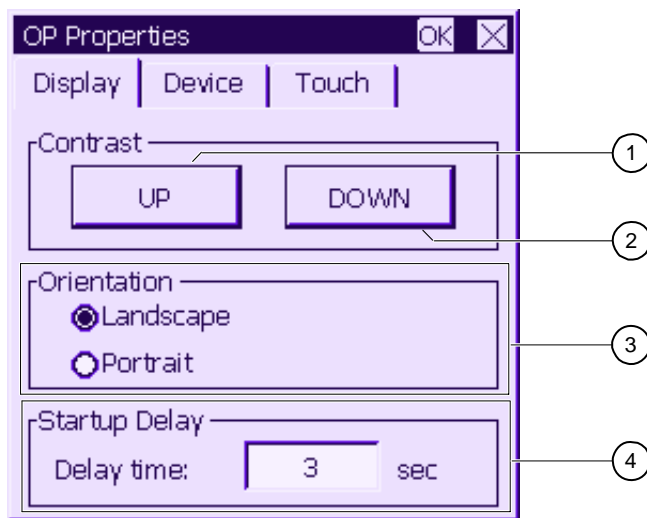 OP Properties OK
Display Device Touch
Contrast
UP DOWN
1
2
Orientation
Landscape
Portrait
3
Startup Delay
Delay time: 3 sec
4